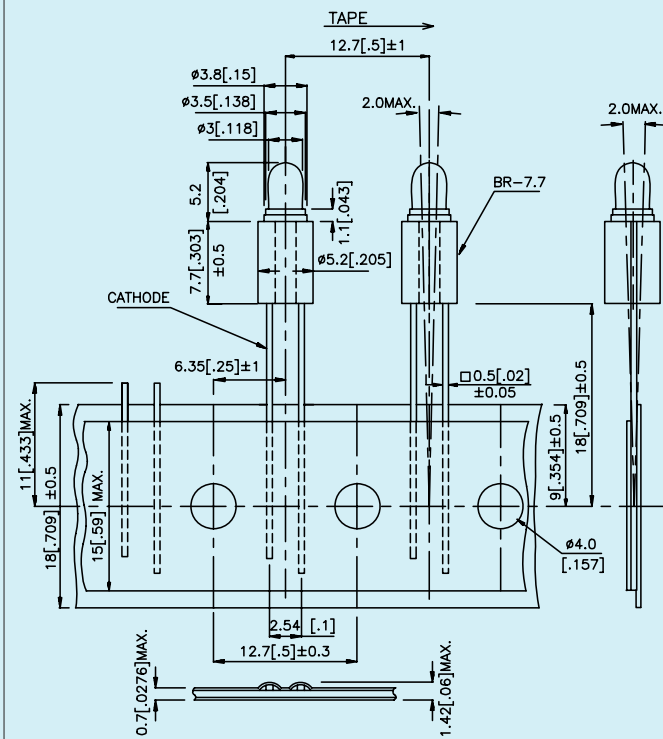 TAPE
12.7[.5]±1
ø3.8[.15]
ø3.5[.138]
ø3[.118]
2.0MAX.
2.0MAX.
5.2
[.204]
1.1[.043]
BR-7.7
7.7[.303]
±0.5
ø5.2[.205]
CATHODE
6.35[.25]±1
□0.5[.02]
±0.05
18[.709]±0.5
11[.433]MAX.
9[.354]±0.5
18[.709] ±0.5
15[.59] MAX.
ø4.0
[.157]
2.54 [.1]
12.7[.5]±0.3
0.7[.0276]MAX.
1.42[.06]MAX.